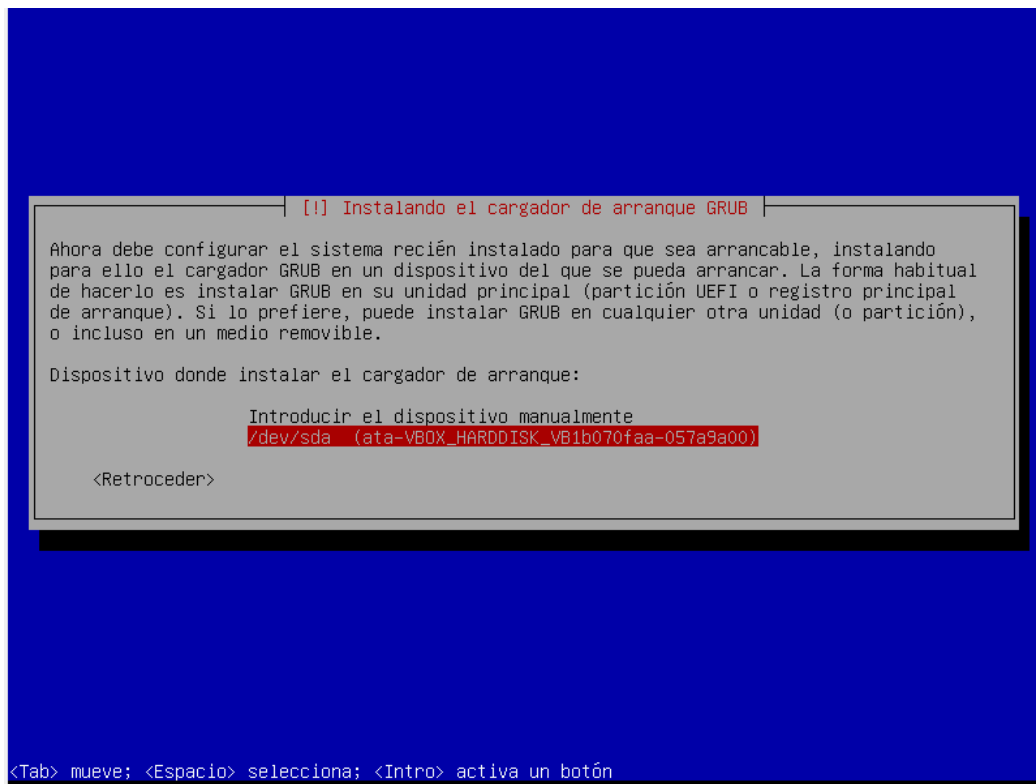 [!] Instalando el cargador de arranque GRUB
Ahora debe configurar el sistema recién instalado para que sea arrancable, instalando
para ello el cargador GRUB en un dispositivo del que se pueda arrancar. La forma habitual
de hacerlo es instalar GRUB en su unidad principal (partición UEFI o registro principal
de arranque). Si lo prefiere, puede instalar GRUB en cualquier otra unidad (o partición),
o incluso en un medio removible.
Dispositivo donde instalar el cargador de arranque:
Introducir el dispositivo manualmente
/dev/sda (ata-VBOX_HARDDISK_VB1b070faa-057a9a00)
<Retroceder>
<Tab> mueve; <Espacio> selecciona; <Intro> activa un botón